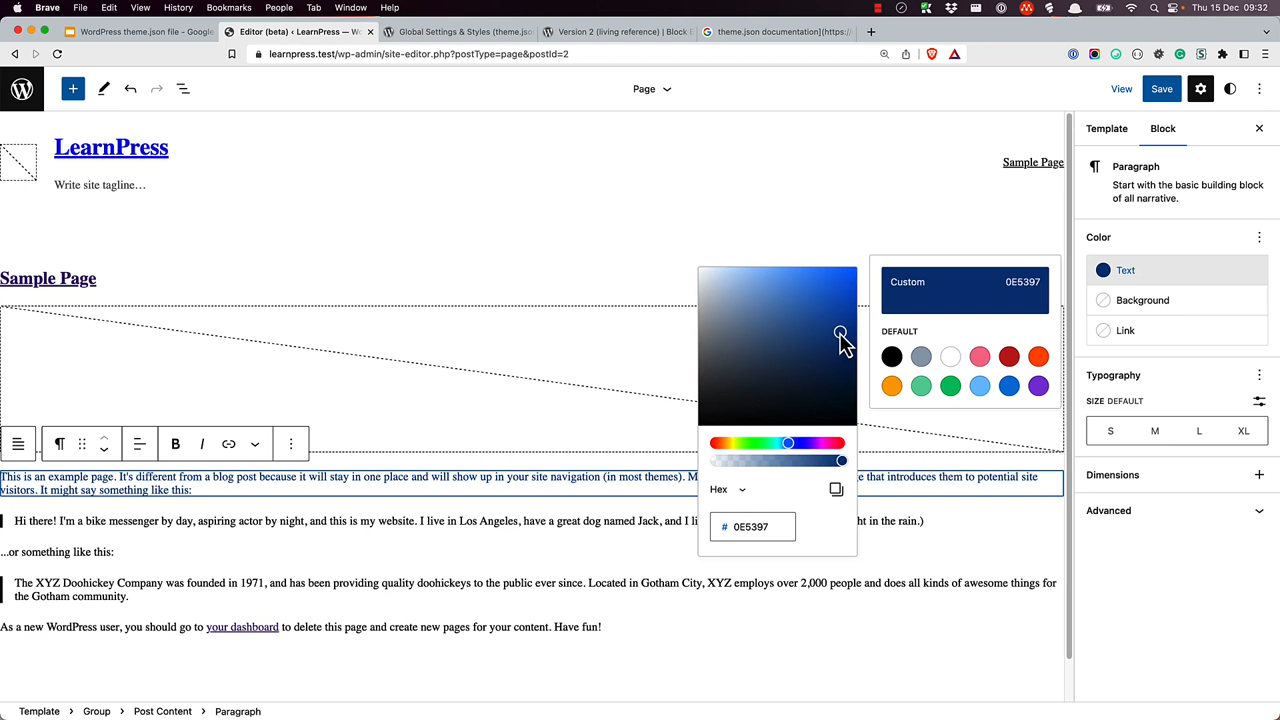 Brave File Edit View History Bookmarks People Tab Window Help Thu 15 Dec 09:32
WordPress theme.json file - Google
Editor (beta) ‹ LearnPress — Wo
Global Settings & Styles (theme.js
Version 2 (living reference) | Block E
theme.json documentation](https:/
learnpress.test/wp-admin/site-editor.php?postType=page&postId=2
Page
View
Save
LearnPress
Write site tagline…
Sample Page
Sample Page
Template
Block
Paragraph
Start with the basic building block
of all narrative.
Color
Text
Background
Link
Typography
SIZE DEFAULT
S M L XL
Dimensions
Advanced
Custom 0E5397
DEFAULT
Hex
# 0E5397
B I
This is an example page. It's different from a blog post because it will stay in one place and will show up in your site navigation (in most themes). M e that introduces them to potential site
visitors. It might say something like this:
Hi there! I'm a bike messenger by day, aspiring actor by night, and this is my website. I live in Los Angeles, have a great dog named Jack, and I li ht in the rain.)
...or something like this:
The XYZ Doohickey Company was founded in 1971, and has been providing quality doohickeys to the public ever since. Located in Gotham City, XYZ employs over 2,000 people and does all kinds of awesome things for
the Gotham community.
As a new WordPress user, you should go to your dashboard to delete this page and create new pages for your content. Have fun!
Template Group Post Content Paragraph